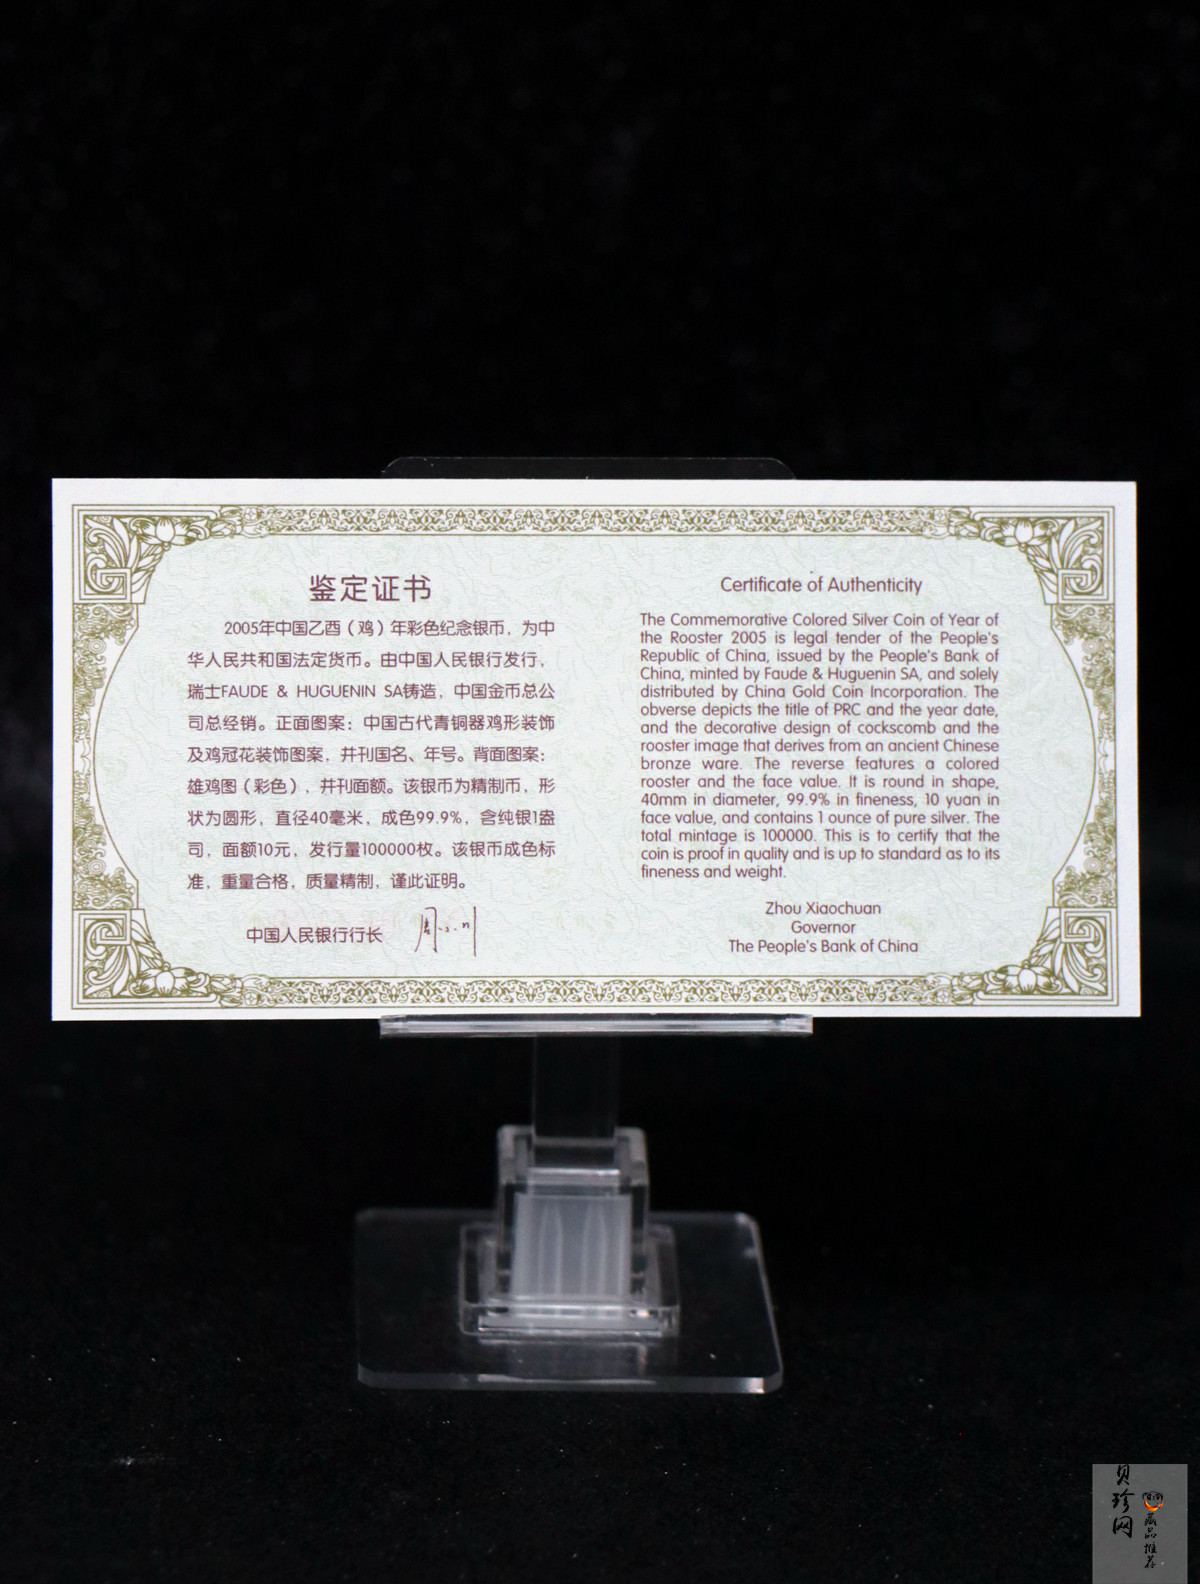 鉴定证书
2005年中国乙酉（鸡）年彩色纪念银币，为中
华人民共和国法定货币。由中国人民银行发行，
瑞士FAUDE & HUGUENIN SA铸造，中国金币总公
司总经销。正面图案：中国古代青铜器鸡形装饰
及鸡冠花装饰图案，并刊国名、年号。背面图案：
雄鸡图（彩色），并刊面额。该银币为精制币，形
状为圆形，直径40毫米，成色99.9%，含纯银1盎
司，面额10元，发行量100000枚。该银币成色标
准，重量合格，质量精制，谨此证明。
中国人民银行行长 周小川
Certificate of Authenticity
The Commemorative Colored Silver Coin of Year of
the Rooster 2005 is legal tender of the People's
Republic of China, issued by the People's Bank of
China, minted by Faude & Huguenin SA, and solely
distributed by China Gold Coin Incorporation. The
obverse depicts the title of PRC and the year date,
and the decorative design of cockscomb and the
rooster image that derives from an ancient Chinese
bronze ware. The reverse features a colored
rooster and the face value. It is round in shape,
40mm in diameter, 99.9% in fineness, 10 yuan in
face value, and contains 1 ounce of pure silver. The
total mintage is 100000. This is to certify that the
coin is proof in quality and is up to standard as to its
fineness and weight.
Zhou Xiaochuan
Governor
The People's Bank of China
贝珍网
藏品推荐